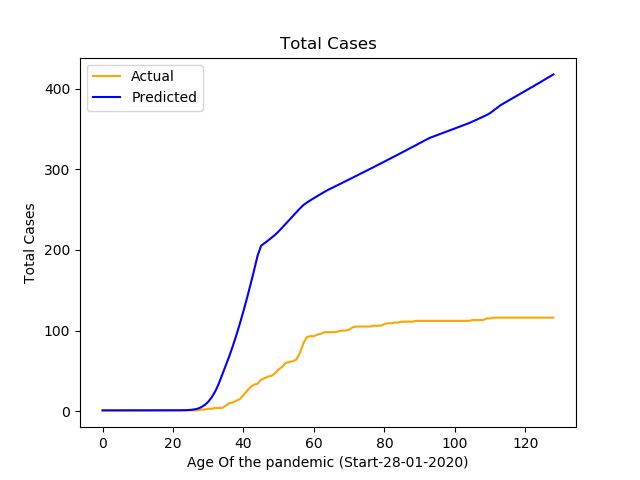 Total Cases
Actual
Predicted
400
300
200
100
0
Total Cases
0 20 40 60 80 100 120
Age Of the pandemic (Start-28-01-2020)